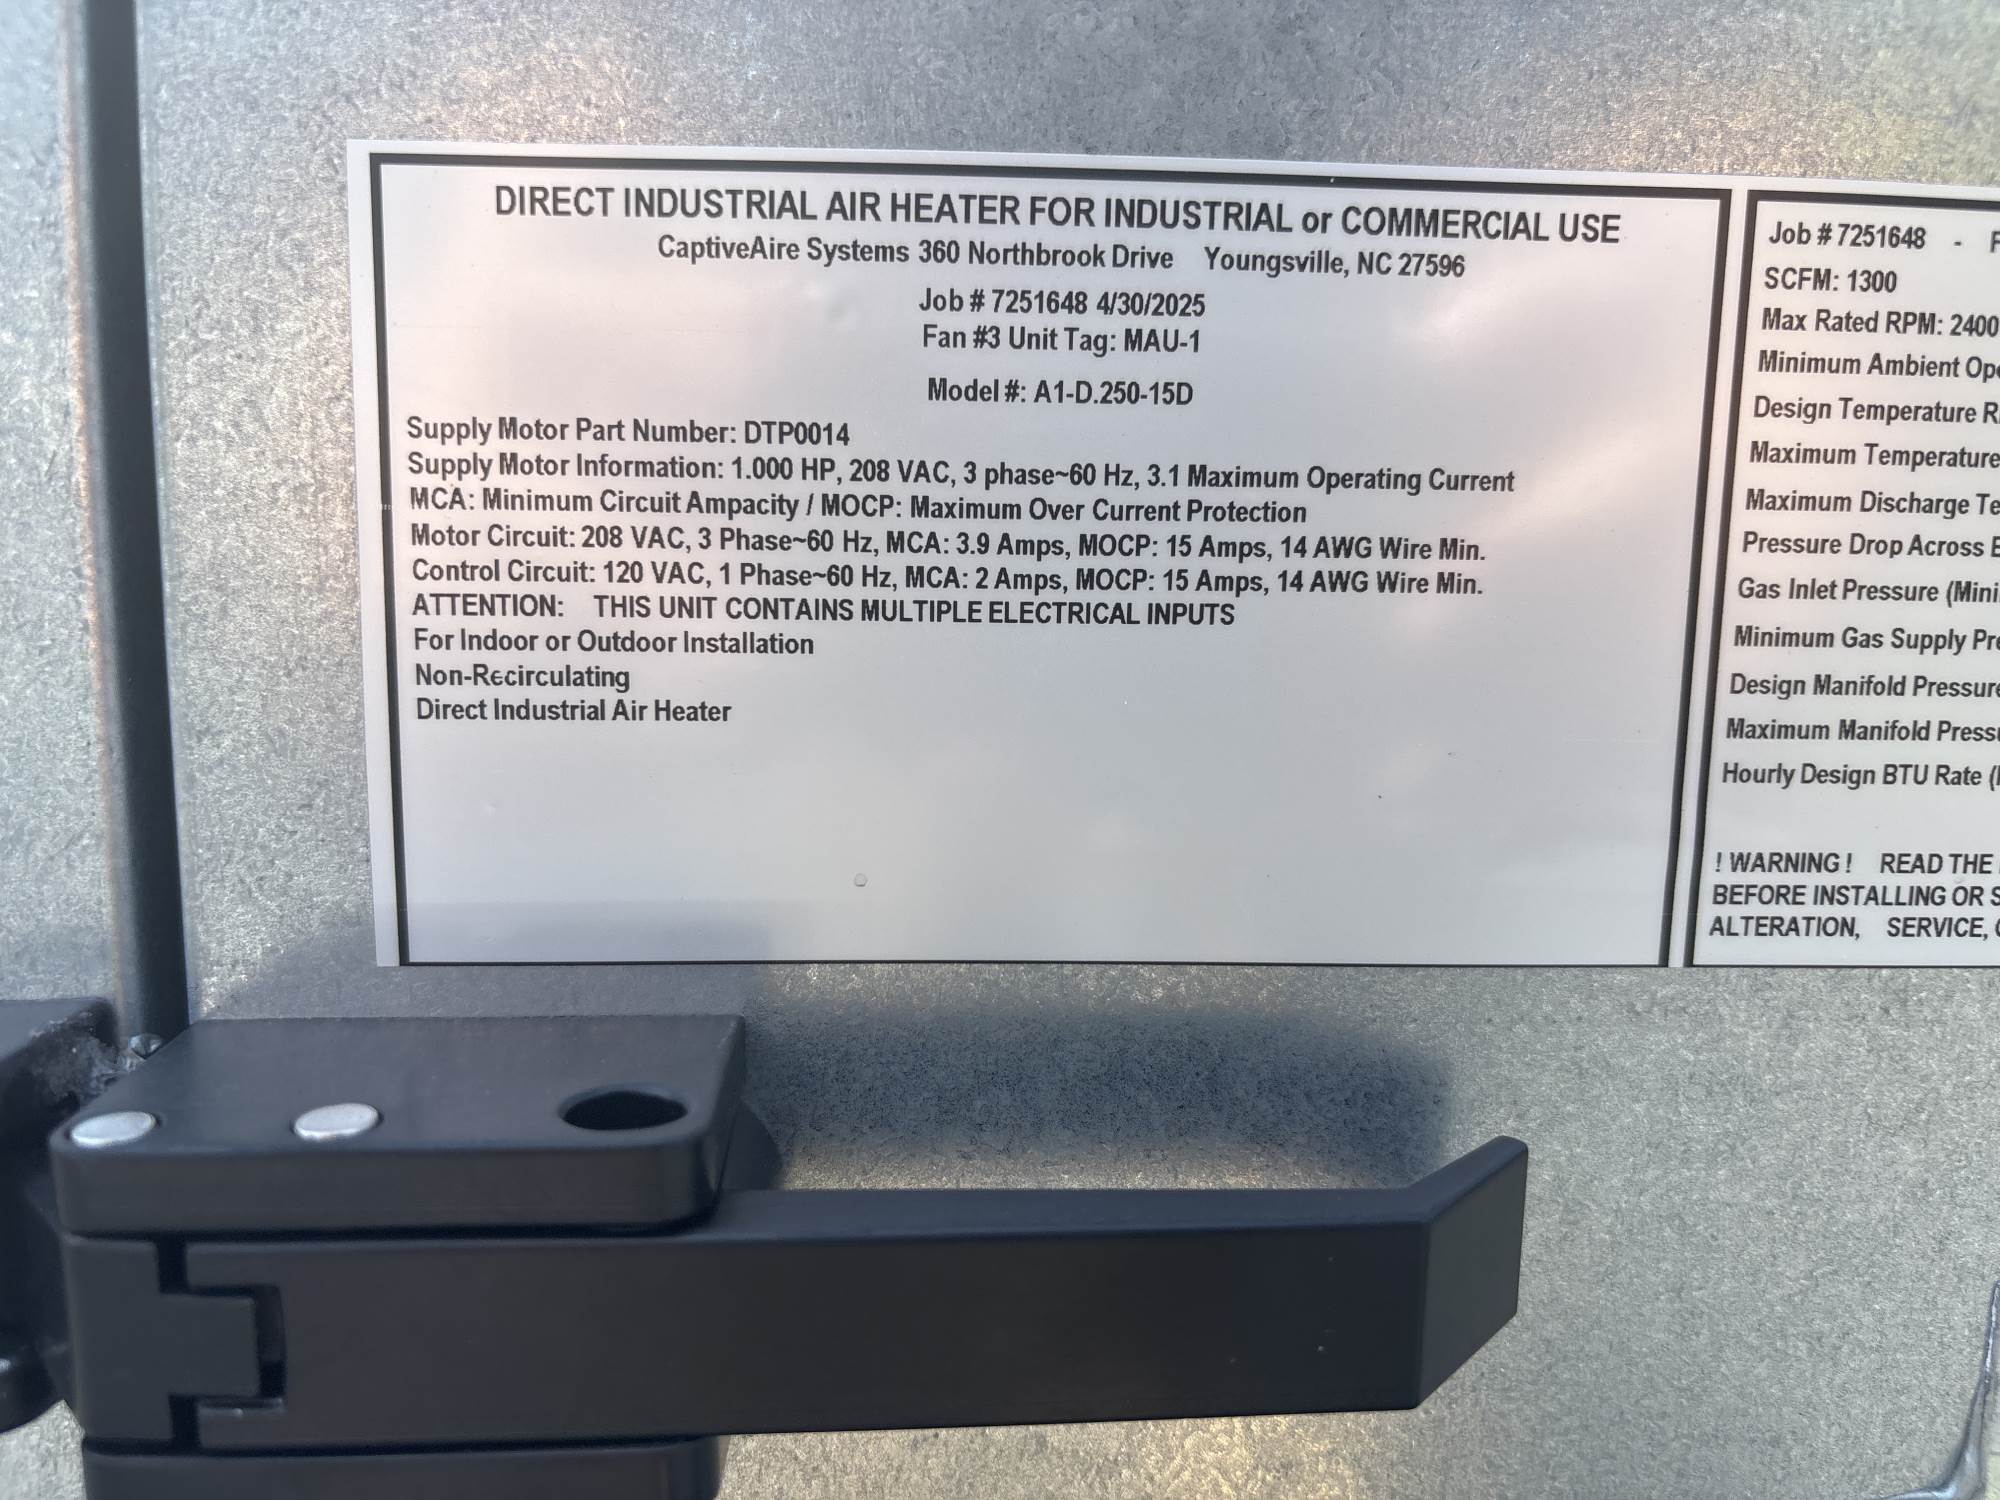 DIRECT INDUSTRIAL AIR HEATER FOR INDUSTRIAL or COMMERCIAL USE
CaptiveAire Systems 360 Northbrook Drive Youngsville, NC 27596
Job # 7251648 4/30/2025
Fan #3 Unit Tag: MAU-1
Model #: A1-D.250-15D
Supply Motor Part Number: DTP0014
Supply Motor Information: 1.000 HP, 208 VAC, 3 phase~60 Hz, 3.1 Maximum Operating Current
MCA: Minimum Circuit Ampacity / MOCP: Maximum Over Current Protection
Motor Circuit: 208 VAC, 3 Phase~60 Hz, MCA: 3.9 Amps, MOCP: 15 Amps, 14 AWG Wire Min.
Control Circuit: 120 VAC, 1 Phase~60 Hz, MCA: 2 Amps, MOCP: 15 Amps, 14 AWG Wire Min.
ATTENTION: THIS UNIT CONTAINS MULTIPLE ELECTRICAL INPUTS
For Indoor or Outdoor Installation
Non-Recirculating
Direct Industrial Air Heater
Job # 7251648 -
SCFM: 1300
Max Rated RPM: 2400
Minimum Ambient
Design Temperature
Maximum Temperature
Maximum Discharge
Pressure Drop Across
Gas Inlet Pressure
Minimum Gas Supply
Design Manifold Pressure
Maximum Manifold
Hourly Design BTU Rate
! WARNING ! READ THE
BEFORE INSTALLING OR
ALTERATION, SERVICE,